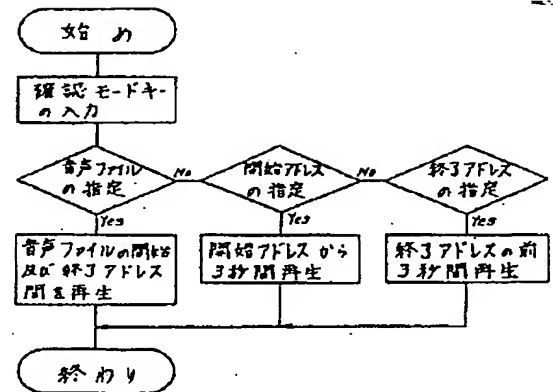 始め
確認モードキー
の入力
音声ファイル
の指定
No
開始アドレス
の指定
No
終了アドレス
の指定
Yes
Yes
Yes
音声ファイルの開始
及び終了アドレス
間を再生
開始アドレスから
3秒間再生
終了アドレスの前
3秒間再生
終わり